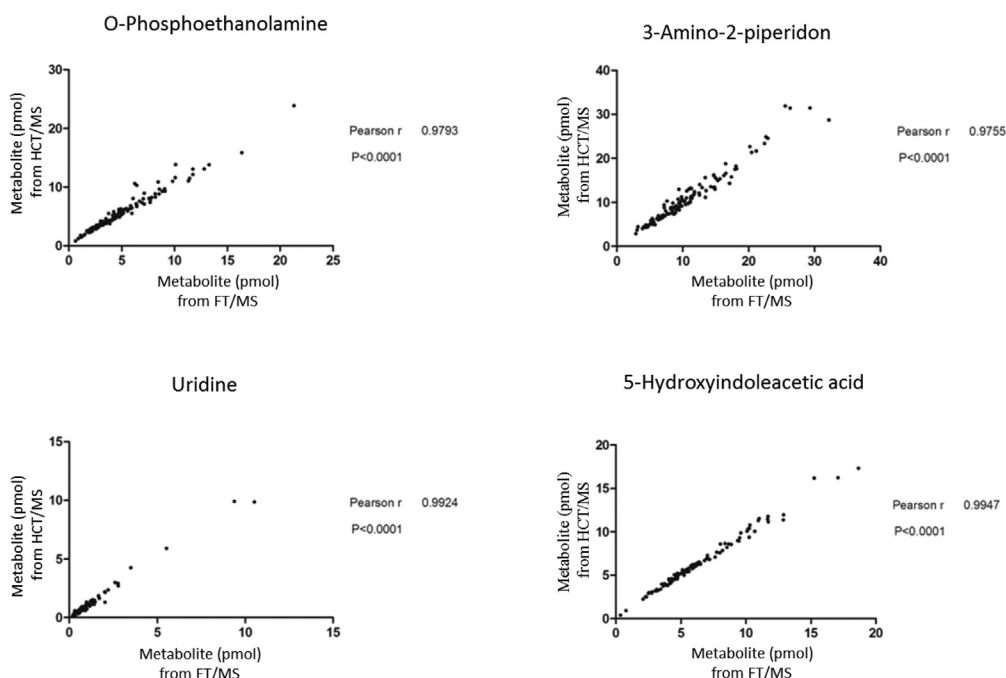 O-Phosphoethanolamine
Metabolite (pmol)
from HCT/MS
30
20
10
0
0 5 10 15 20 25
Metabolite (pmol)
from FT/MS
Pearson r 0.9793
P<0.0001
3-Amino-2-piperidon
Metabolite (pmol)
from HCT/MS
40
30
20
10
0
0 10 20 30 40
Metabolite (pmol)
from FT/MS
Pearson r 0.9755
P<0.0001
Uridine
Metabolite (pmol)
from HCT/MS
15
10
5
0
0 5 10 15
Metabolite (pmol)
from FT/MS
Pearson r 0.9924
P<0.0001
5-Hydroxyindoleacetic acid
Metabolite (pmol)
from HCT/MS
20
15
10
5
0
0 5 10 15 20
Metabolite (pmol)
from FT/MS
Pearson r 0.9947
P<0.0001